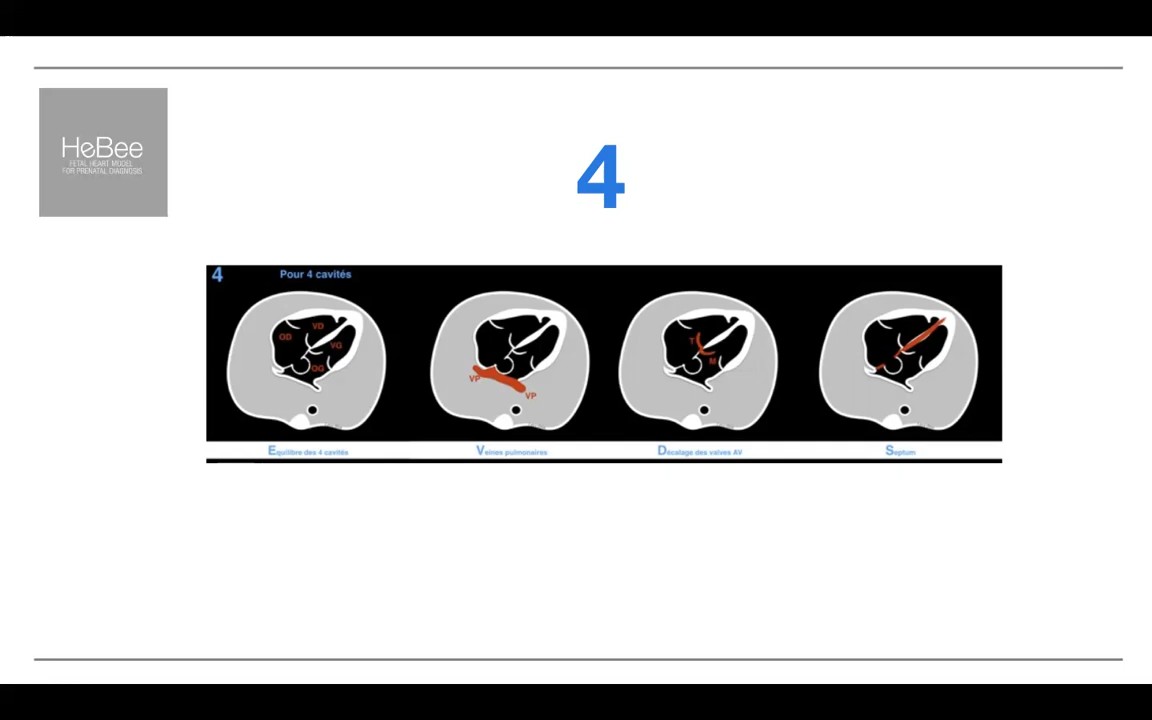 HeBee
FETAL HEART MODEL
FOR PRENATAL DIAGNOSIS
4
4 Pour 4 cavités
OD VD VG OG
VP VP
T M
Equilibre des 4 cavités
Veines pulmonaires
Décalage des valves AV
Septum